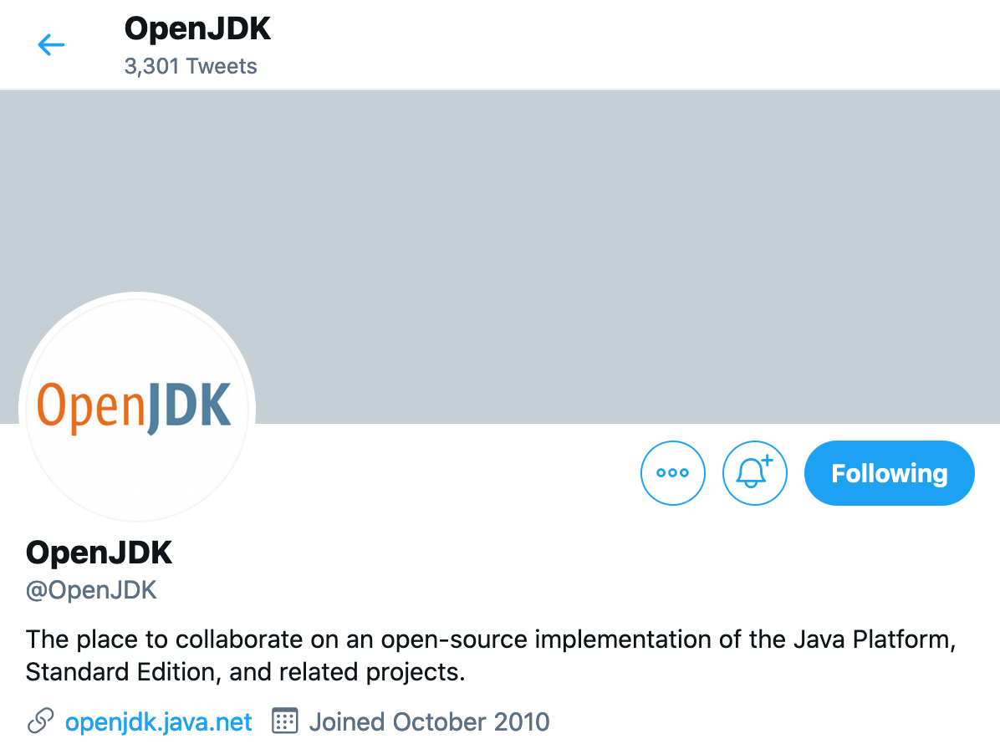 OpenJDK
3,301 Tweets
OpenJDK
Following
OpenJDK
@OpenJDK
The place to collaborate on an open-source implementation of the Java Platform,
Standard Edition, and related projects.
openjdk.java.net Joined October 2010